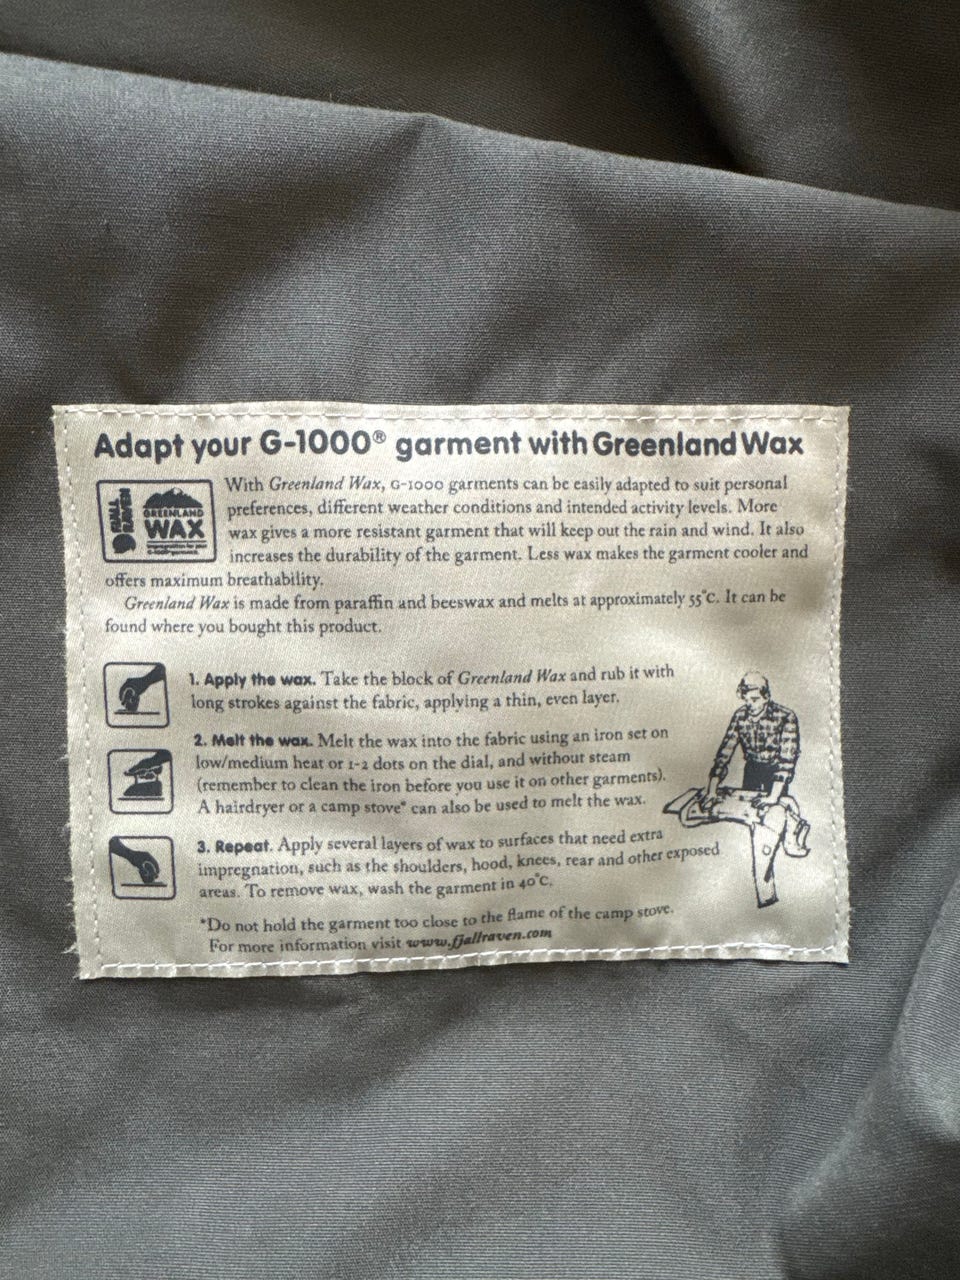 Adapt your G-1000® garment with Greenland Wax
With Greenland Wax, G-1000 garments can be easily adapted to suit personal
preferences, different weather conditions and intended activity levels. More
wax gives a more resistant garment that will keep out the rain and wind. It also
increases the durability of the garment. Less wax makes the garment cooler and
offers maximum breathability.
GREENLAND
WAX
Greenland Wax is made from paraffin and beeswax and melts at approximately 55°C. It can be
found where you bought this product.
1. Apply the wax. Take the block of Greenland Wax and rub it with
long strokes against the fabric, applying a thin, even layer.
2. Melt the wax. Melt the wax into the fabric using an iron set on
low/medium heat or 1-2 dots on the dial, and without steam
(remember to clean the iron before you use it on other garments).
A hairdryer or a camp stove* can also be used to melt the wax.
3. Repeat. Apply several layers of wax to surfaces that need extra
impregnation, such as the shoulders, hood, knees, rear and other exposed
areas. To remove wax, wash the garment in 40°C.
*Do not hold the garment too close to the flame of the camp stove.
For more information visit www.fjallraven.com